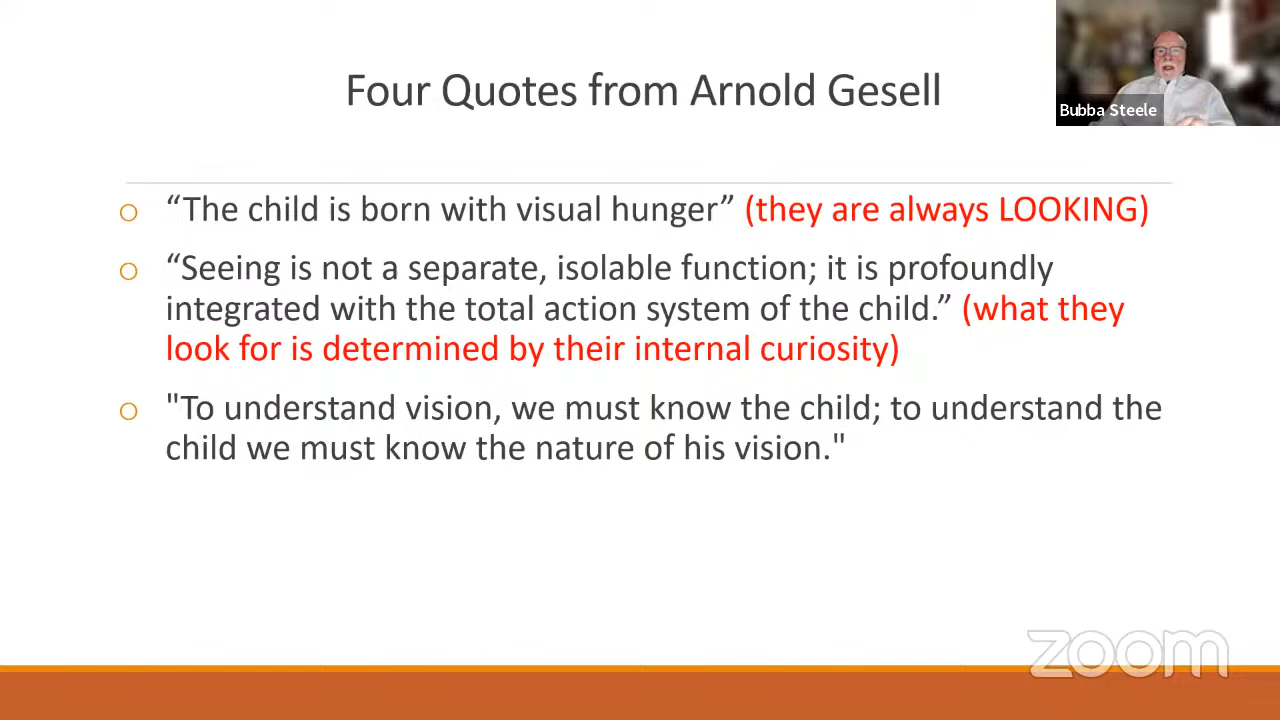 Four Quotes from Arnold Gesell
Bubba Steele
“The child is born with visual hunger” (they are always LOOKING)
“Seeing is not a separate, isolable function; it is profoundly
integrated with the total action system of the child.” (what they
look for is determined by their internal curiosity)
"To understand vision, we must know the child; to understand the
child we must know the nature of his vision."
zoom